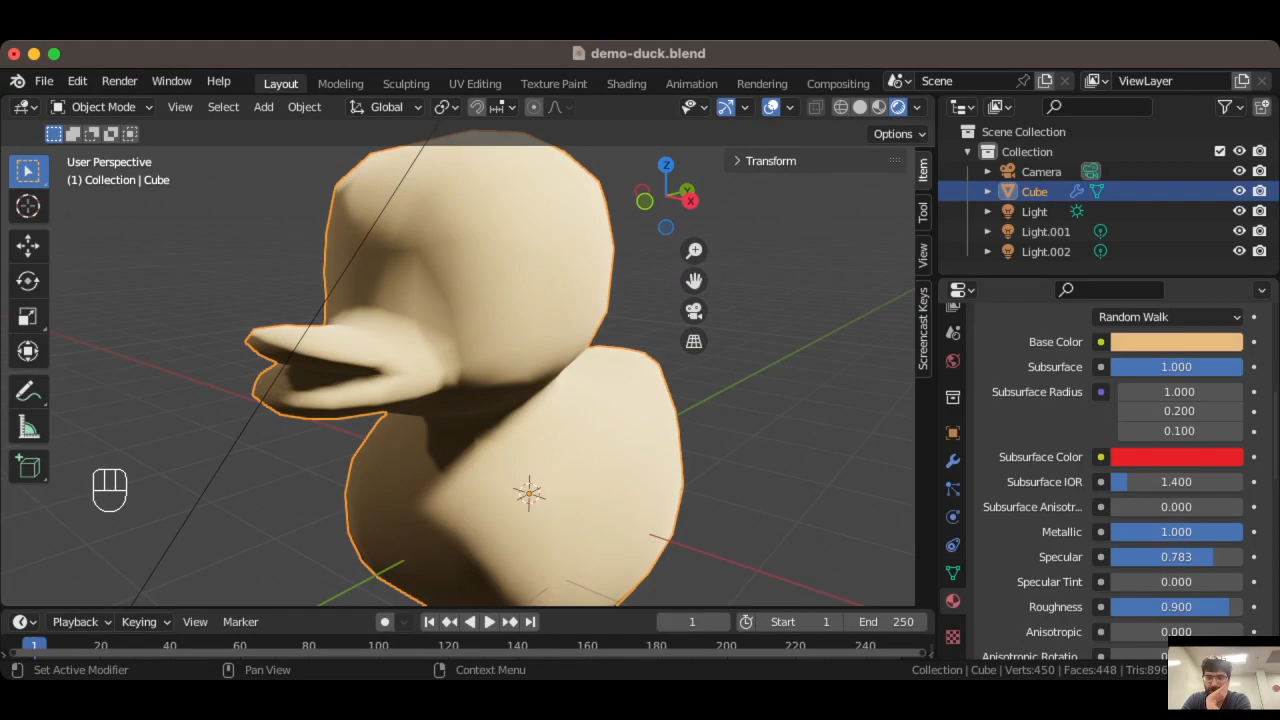 demo-duck.blend
File Edit Render Window Help Layout Modeling Sculpting UV Editing Texture Paint Shading Animation Rendering Compositing Scene ViewLayer
Object Mode View Select Add Object Global
Options
User Perspective
(1) Collection | Cube
Transform
Z
Y
X
Item
Tool
View
Screencast Keys
Scene Collection
Collection
Camera
Cube
Light
Light.001
Light.002
Random Walk
Base Color
Subsurface 1.000
Subsurface Radius 1.000
0.200
0.100
Subsurface Color
Subsurface IOR 1.400
Subsurface Anisotr... 0.000
Metallic 1.000
Specular 0.783
Specular Tint 0.000
Roughness 0.900
Anisotropic 0.000
Anisotropic Rotatio
Playback Keying View Marker 1 Start 1 End 250
1 20 40 60 80 100 120 140 160 180 200 220 240
Set Active Modifier Pan View Context Menu Collection | Cube | Verts:450 | Faces:448 | Tris:896